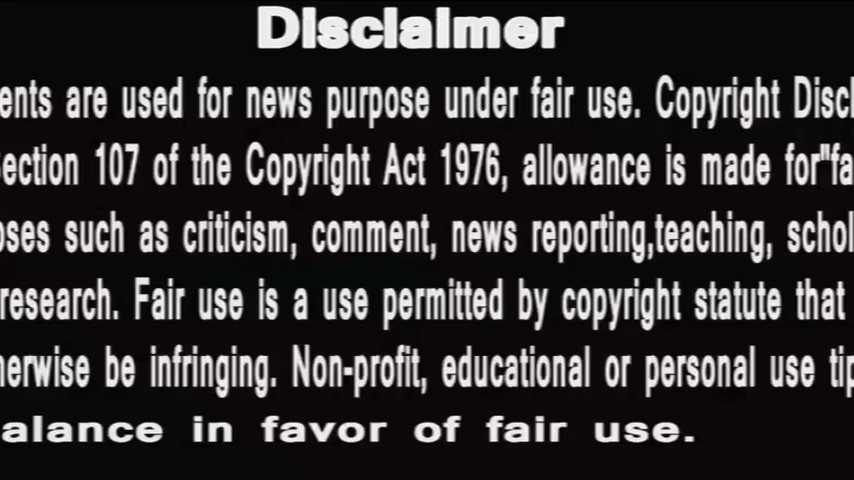 Disclaimer
ents are used for news purpose under fair use. Copyright Discl
ection 107 of the Copyright Act 1976, allowance is made for"fa
oses such as criticism, comment, news reporting,teaching, schol
research. Fair use is a use permitted by copyright statute that
erwise be infringing. Non-profit, educational or personal use tip
alance in favor of fair use.